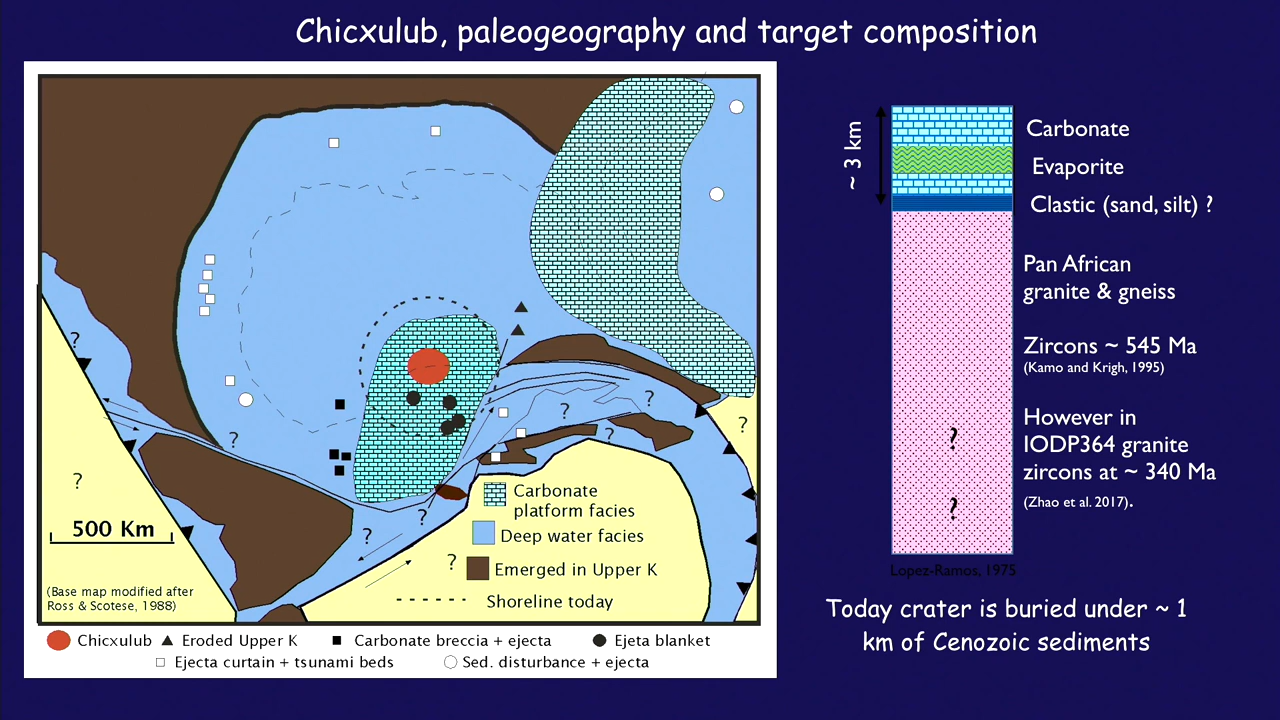 Chicxulub, paleogeography and target composition
?
?
?
?
?
?
?
?
?
?
500 Km
(Base map modified after
Ross & Scotese, 1988)
Carbonate
platform facies
Deep water facies
Emerged in Upper K
Shoreline today
Chicxulub
Eroded Upper K
Carbonate breccia + ejecta
Ejeta blanket
Ejecta curtain + tsunami beds
Sed. disturbance + ejecta
~ 3 km
Carbonate
Evaporite
Clastic (sand, silt) ?
Pan African
granite & gneiss
Zircons ~ 545 Ma
(Kamo and Krigh, 1995)
However in
IODP364 granite
zircons at ~ 340 Ma
(Zhao et al. 2017).
?
?
Lopez-Ramos, 1975
Today crater is buried under ~ 1
km of Cenozoic sediments